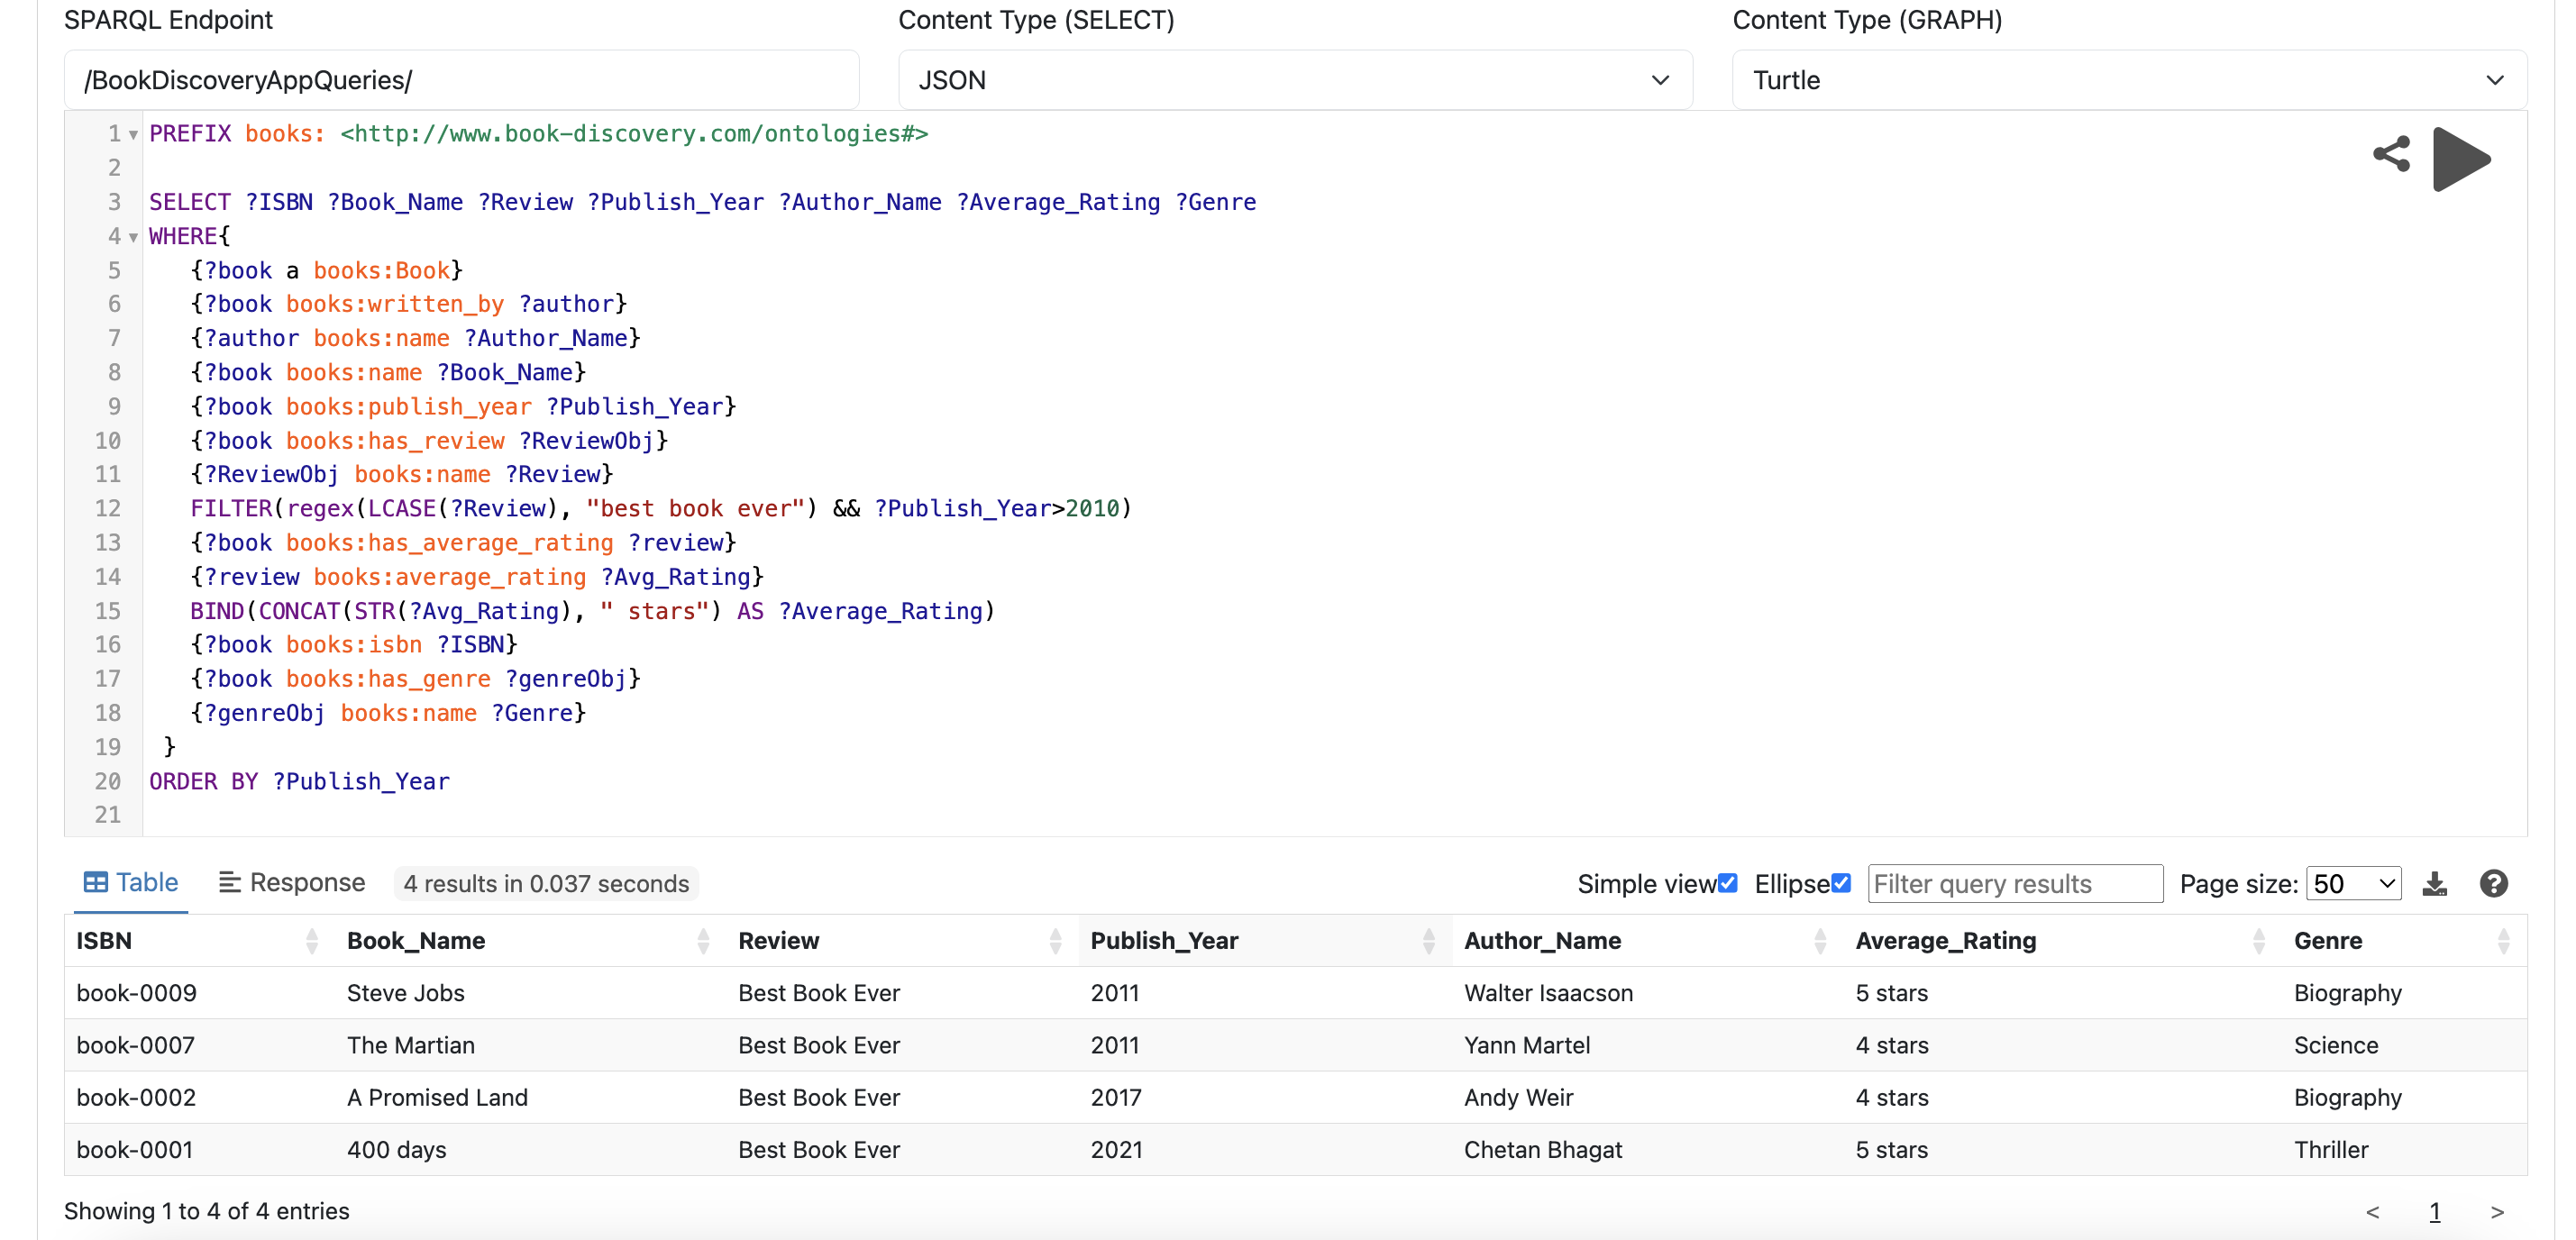 SPARQL Endpoint Content Type (SELECT) Content Type (GRAPH)
/BookDiscoveryAppQueries/ JSON Turtle
1 PREFIX books: <http://www.book-discovery.com/ontologies#>
2
3 SELECT ?ISBN ?Book_Name ?Review ?Publish_Year ?Author_Name ?Average_Rating ?Genre
4 WHERE{
5 {?book a books:Book}
6 {?book books:written_by ?author}
7 {?author books:name ?Author_Name}
8 {?book books:name ?Book_Name}
9 {?book books:publish_year ?Publish_Year}
10 {?book books:has_review ?ReviewObj}
11 {?ReviewObj books:name ?Review}
12 FILTER(regex(LCASE(?Review), "best book ever") && ?Publish_Year>2010)
13 {?book books:has_average_rating ?review}
14 {?review books:average_rating ?Avg_Rating}
15 BIND(CONCAT(STR(?Avg_Rating), " stars") AS ?Average_Rating)
16 {?book books:isbn ?ISBN}
17 {?book books:has_genre ?genreObj}
18 {?genreObj books:name ?Genre}
19 }
20 ORDER BY ?Publish_Year
21
Table Response 4 results in 0.037 seconds Simple view Ellipse Filter query results Page size: 50
ISBN Book_Name Review Publish_Year Author_Name Average_Rating Genre
book-0009 Steve Jobs Best Book Ever 2011 Walter Isaacson 5 stars Biography
book-0007 The Martian Best Book Ever 2011 Yann Martel 4 stars Science
book-0002 A Promised Land Best Book Ever 2017 Andy Weir 4 stars Biography
book-0001 400 days Best Book Ever 2021 Chetan Bhagat 5 stars Thriller
Showing 1 to 4 of 4 entries < 1 >